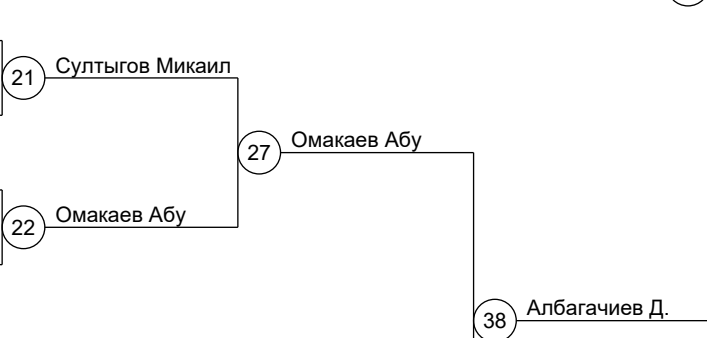 21 Султыгов Микаил
27 Омакаев Абу
22 Омакаев Абу
38 Албагачиев Д.